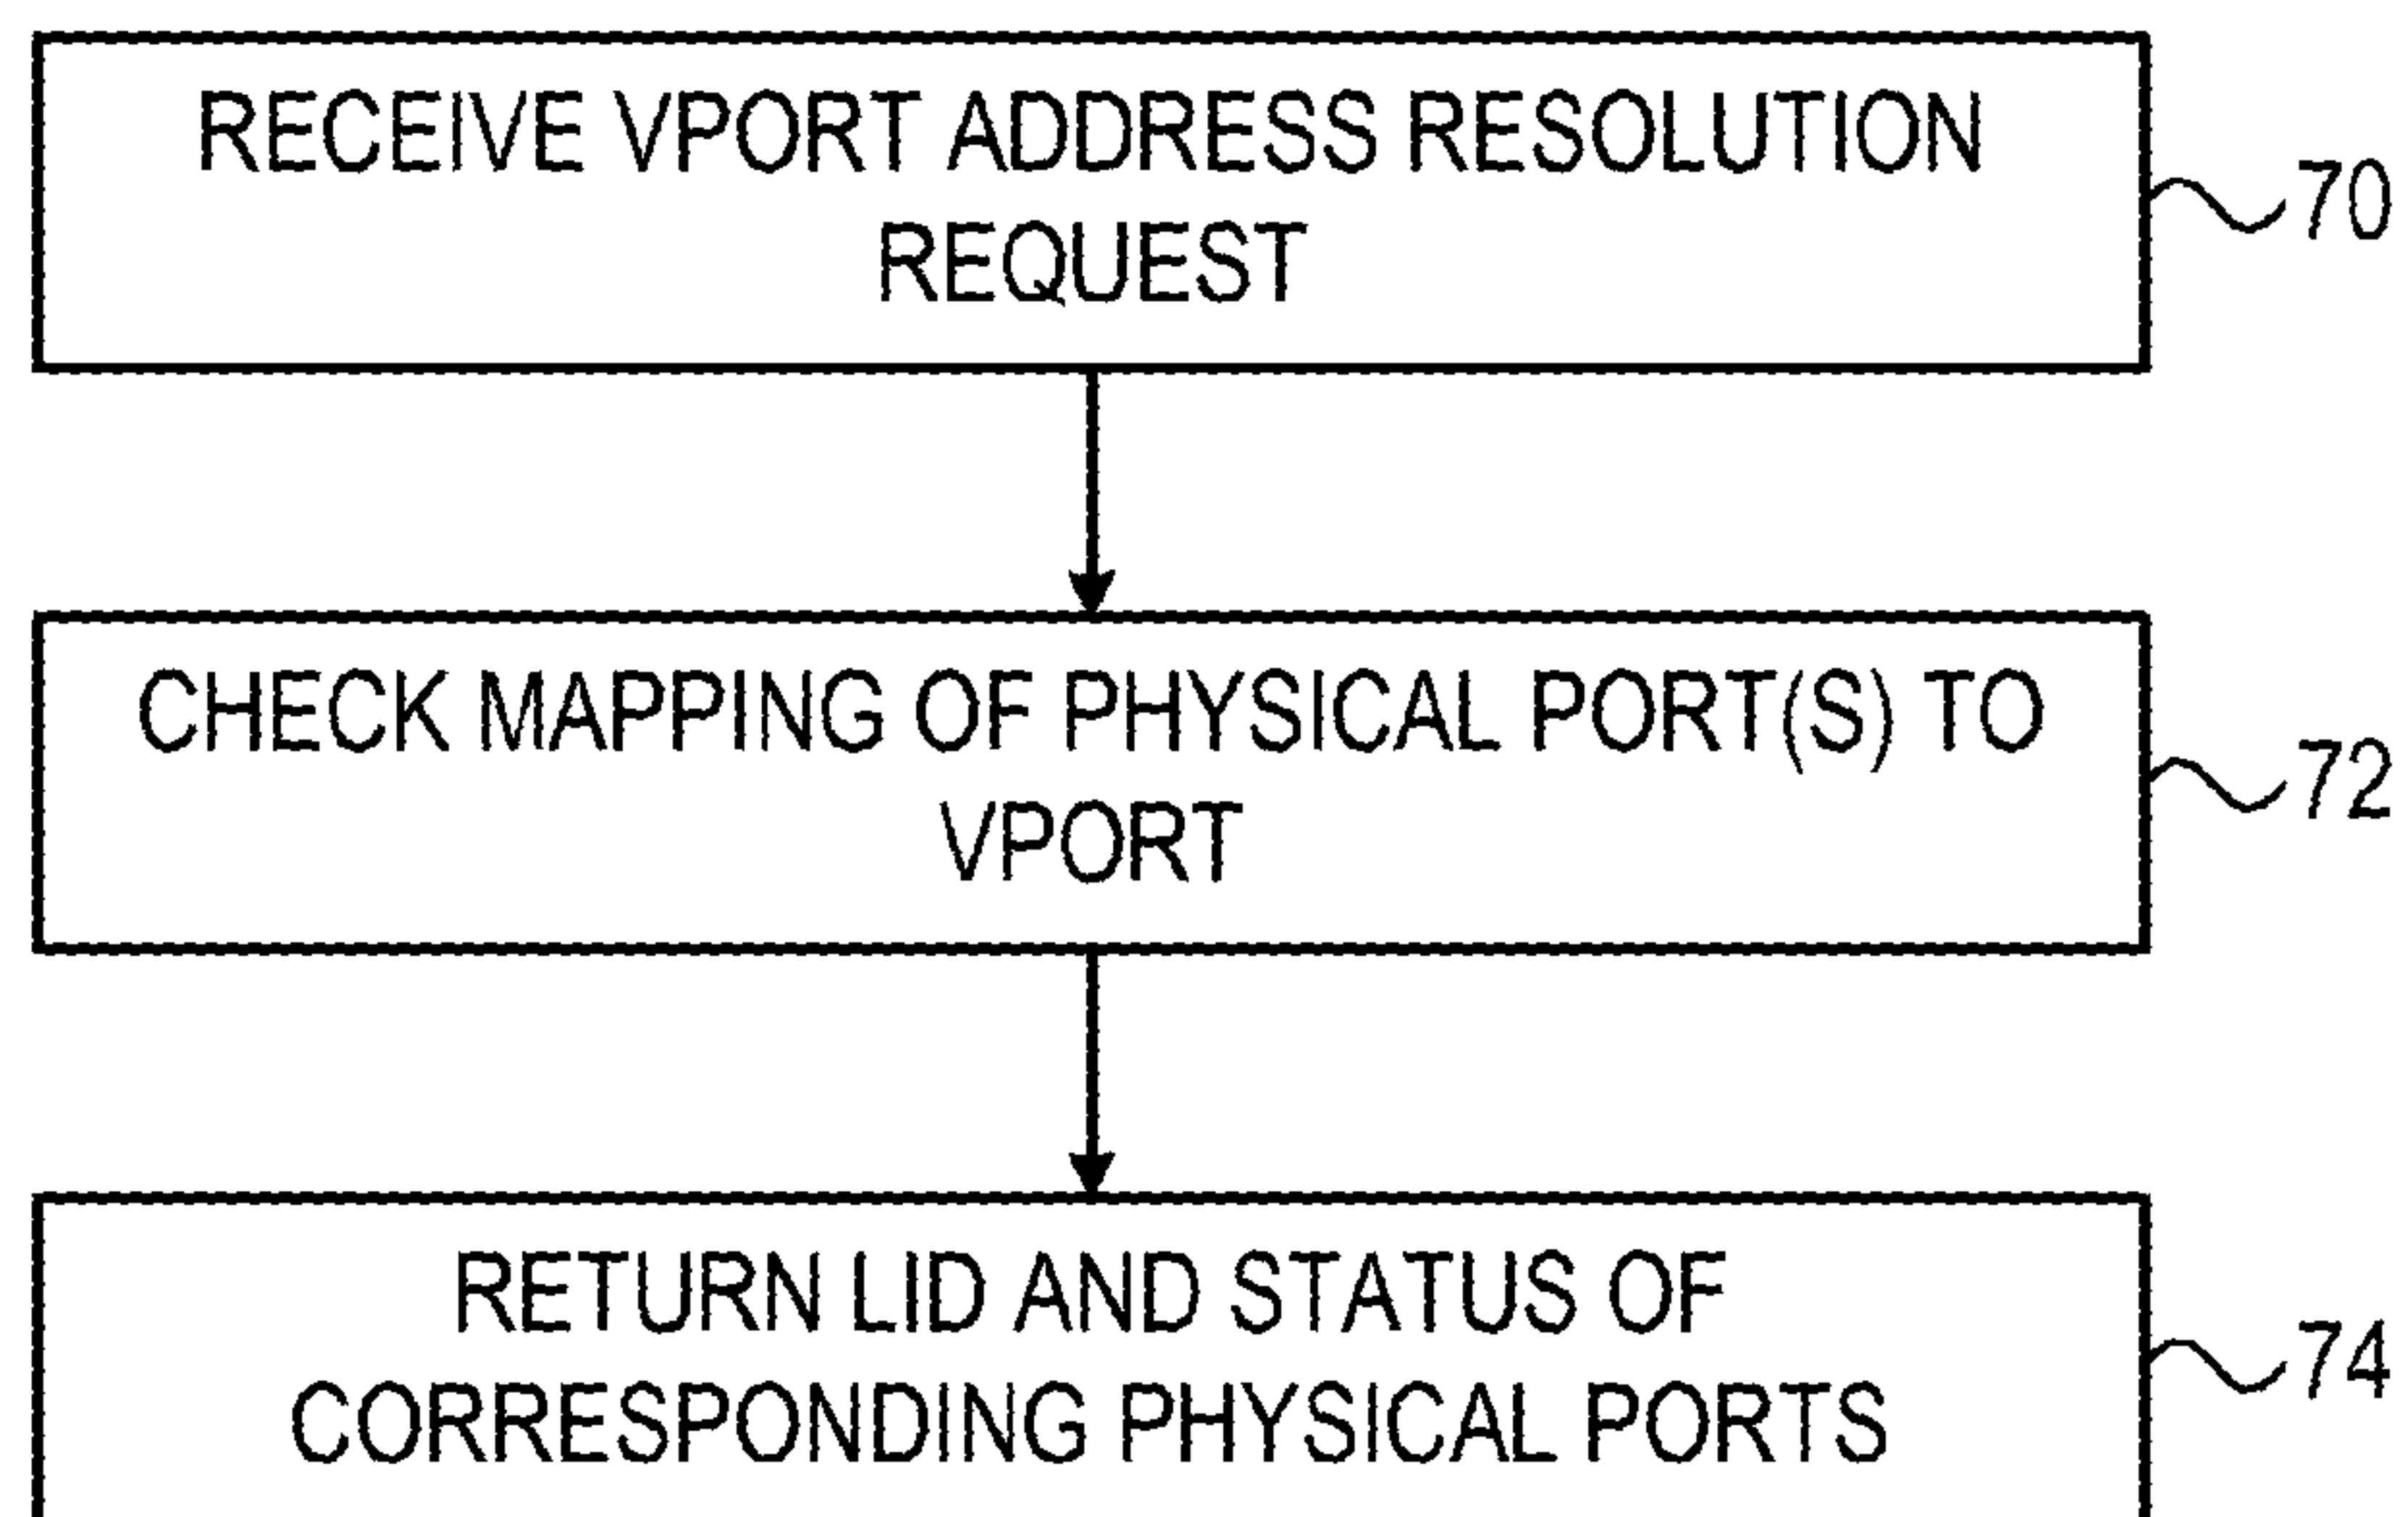 RECEIVE VPORT ADDRESS RESOLUTION
REQUEST
70
CHECK MAPPING OF PHYSICAL PORT(S) TO
VPORT
72
RETURN LID AND STATUS OF
CORRESPONDING PHYSICAL PORTS
74